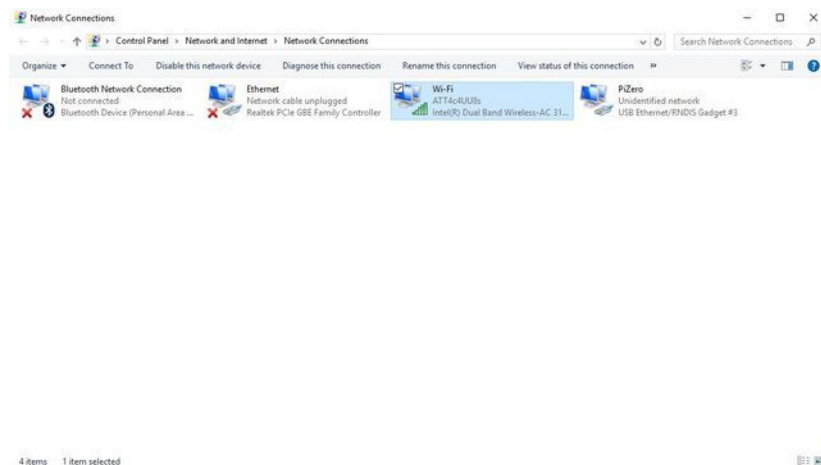 Network Connections
Control Panel > Network and Internet > Network Connections
Search Network Connections
Organize
Connect To
Disable this network device
Diagnose this connection
Rename this connection
View status of this connection
»
Bluetooth Network Connection
Not connected
Bluetooth Device (Personal Area ...
Ethernet
Network cable unplugged
Realtek PCIe GBE Family Controller
Wi-Fi
ATT4c4UU8s
Intel(R) Dual Band Wireless-AC 31...
PiZero
Unidentified network
USB Ethernet/RNDIS Gadget #3
4 items 1 item selected